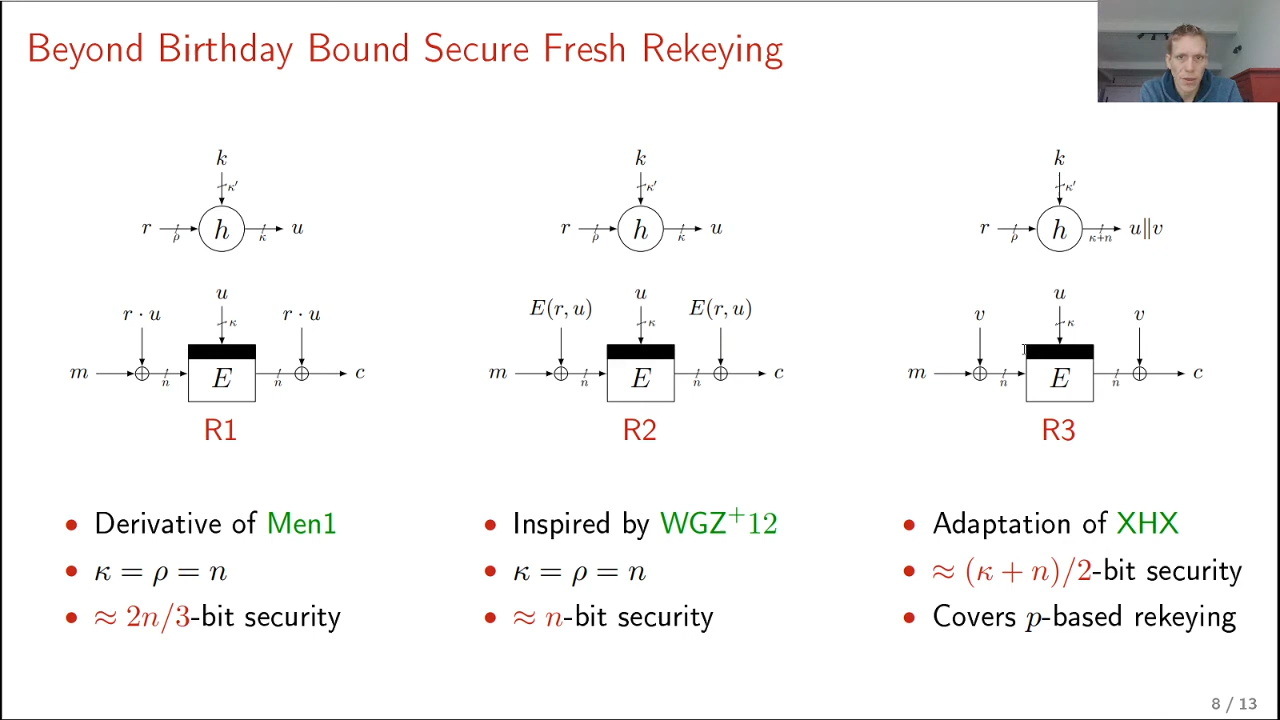 Beyond Birthday Bound Secure Fresh Rekeying
k
κ′
r
ρ
h
κ
u
u
r · u
r · u
κ
m
n
E
n
c
R1
• Derivative of Men1
• κ = ρ = n
• ≈ 2n/3-bit security
k
κ′
r
ρ
h
κ
u
u
E(r, u)
E(r, u)
κ
m
n
E
n
c
R2
• Inspired by WGZ⁺12
• κ = ρ = n
• ≈ n-bit security
k
κ′
r
ρ
h
κ+n
u‖v
u
v
v
κ
m
n
E
n
c
R3
• Adaptation of XHX
• ≈ (κ + n)/2-bit security
• Covers p-based rekeying
8 / 13